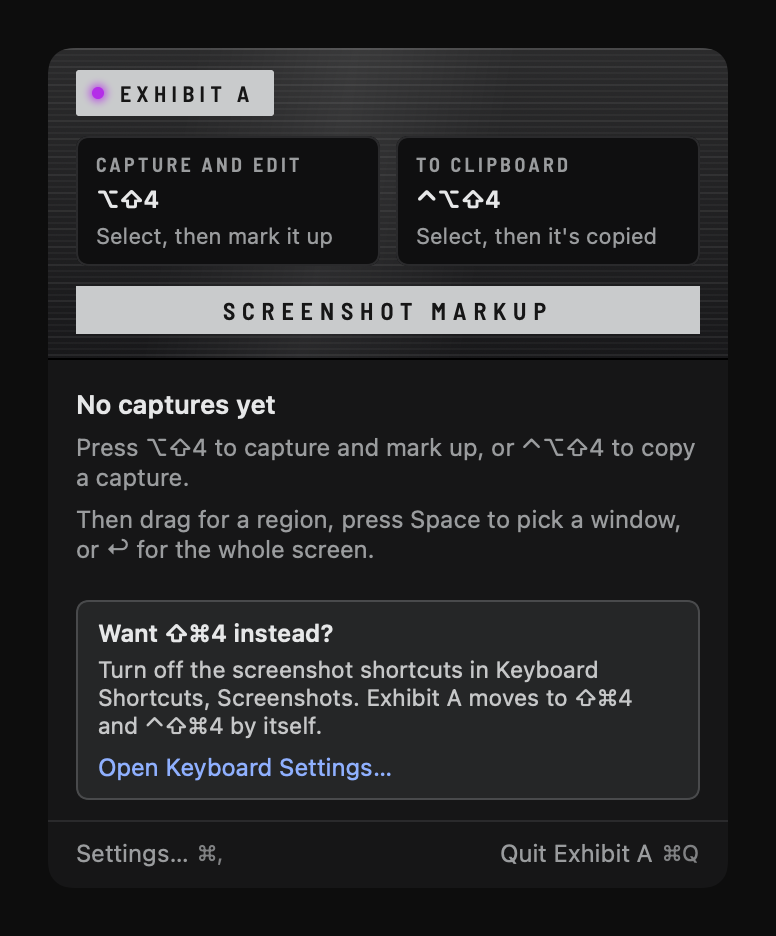 EXHIBIT A
CAPTURE AND EDIT
⌥⇧4
Select, then mark it up
TO CLIPBOARD
^⌥⇧4
Select, then it's copied
SCREENSHOT MARKUP
No captures yet
Press ⌥⇧4 to capture and mark up, or ^⌥⇧4 to copy
a capture.
Then drag for a region, press Space to pick a window,
or ↩ for the whole screen.
Want ⇧⌘4 instead?
Turn off the screenshot shortcuts in Keyboard
Shortcuts, Screenshots. Exhibit A moves to ⇧⌘4
and ^⇧⌘4 by itself.
Open Keyboard Settings...
Settings... ⌘,
Quit Exhibit A ⌘Q